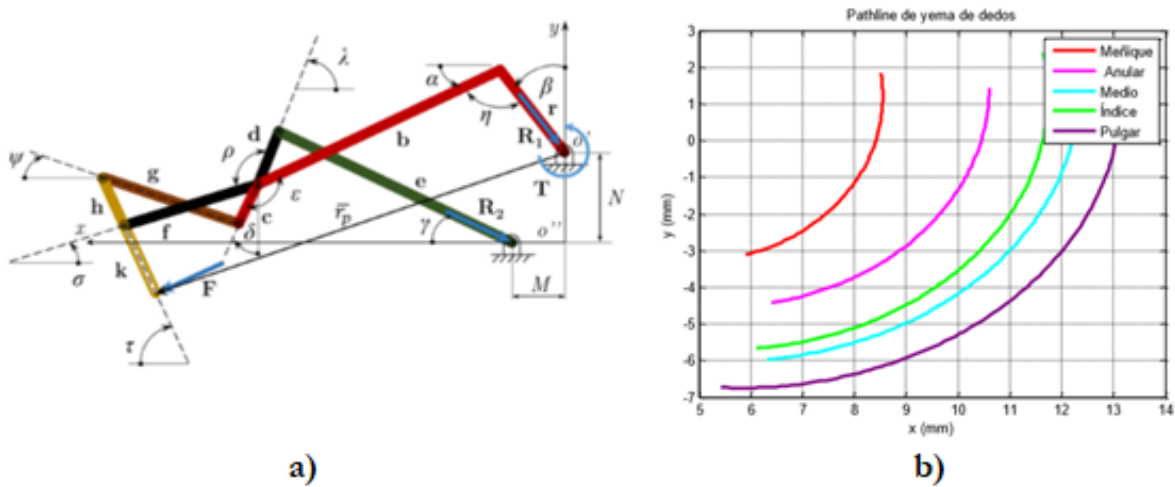 y
λ
α
β
η
r
d
b
R₁
o'
ψ
ρ
g
T
e
ε
N
h
c
r̄ₚ
R₂
f
γ
o''
x
δ
k
σ
F
M
τ
a)
Pathline de yema de dedos
Meñique
Anular
Medio
Índice
Pulgar
y (mm)
3
2
1
0
-1
-2
-3
-4
-5
-6
-7
5 6 7 8 9 10 11 12 13 14
x (mm)
b)